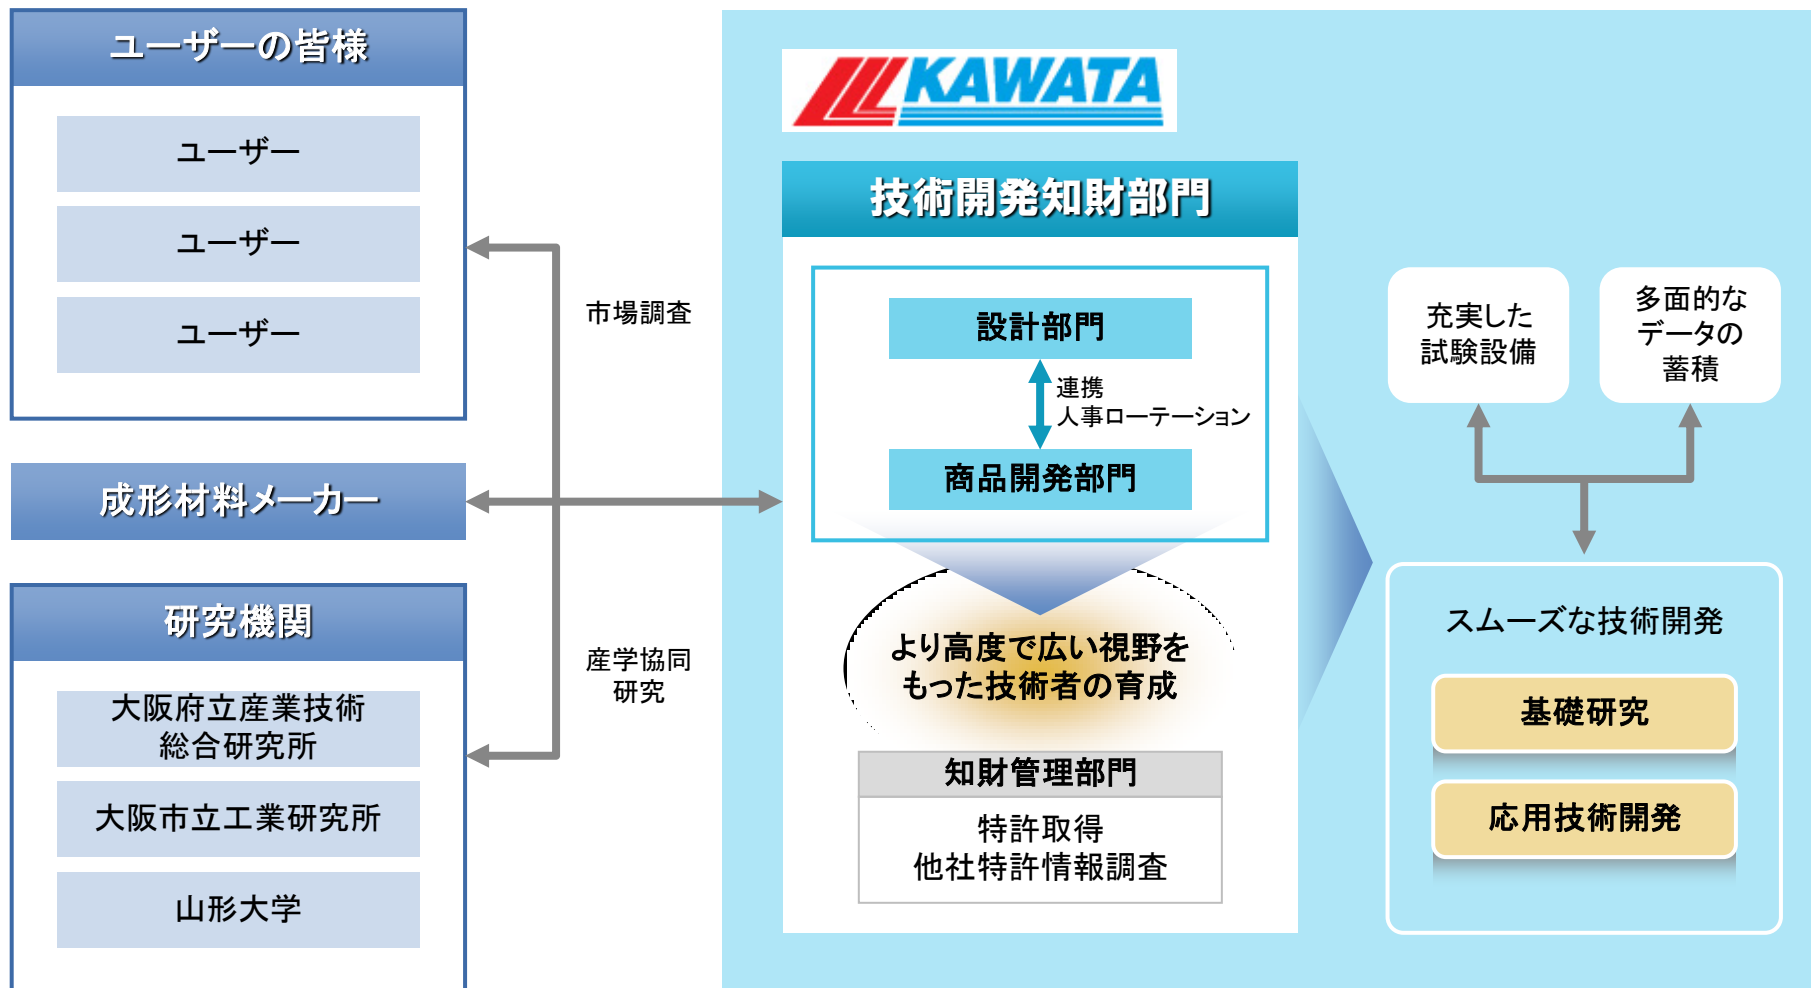 ユーザーの皆様
ユーザー
ユーザー
ユーザー
成形材料メーカー
研究機関
大阪府立産業技術
総合研究所
大阪市立工業研究所
山形大学
市場調査
産学協同
研究
KAWATA
技術開発知財部門
設計部門
連携
人事ローテーション
商品開発部門
より高度で広い視野を
もった技術者の育成
知財管理部門
特許取得
他社特許情報調査
充実した
試験設備
多面的な
データの
蓄積
スムーズな技術開発
基礎研究
応用技術開発